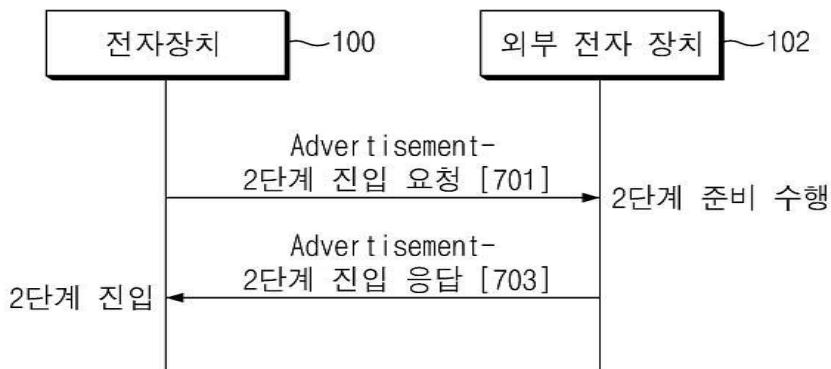 전자장치
100
외부 전자 장치
102
Advertisement-
2단계 진입 요청 [701]
2단계 준비 수행
Advertisement-
2단계 진입 응답 [703]
2단계 진입